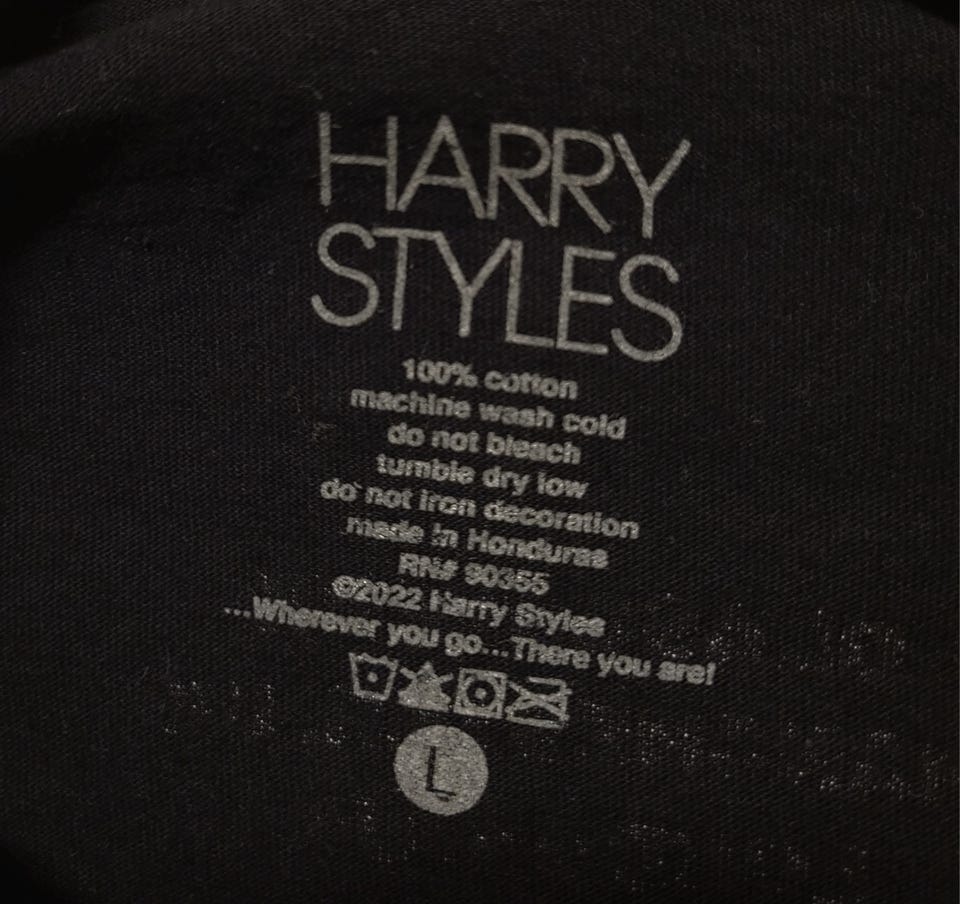 HARRY
STYLES
100% cotton
machine wash cold
do not bleach
tumble dry low
do not iron decoration
made in Honduras
RN# 90355
©2022 Harry Styles
...Wherever you go...There you are!
L